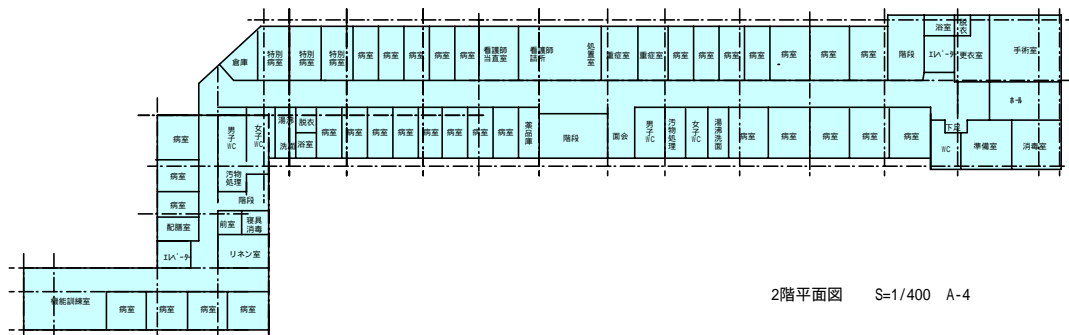 浴室
脱衣
倉庫
特別病室
特別病室
特別病室
病室
病室
病室
病室
病室
看護師当直室
看護師詰所
処置室
重症室
重症室
病室
病室
病室
病室
病室
病室
階段
エレベーター
更衣室
手術室
ホール
病室
男子WC
女子WC
湯沸
洗面
脱衣
浴室
病室
病室
病室
病室
病室
病室
病室
病室
薬品庫
階段
面会
男子WC
汚物処理
女子WC
湯沸洗面
病室
病室
病室
病室
病室
下足
WC
準備室
消毒室
病室
汚物処理
病室
階段
配膳室
前室
寝具消毒
エレベーター
リネン室
機能訓練室
病室
病室
病室
病室
2階平面図 S=1/400 A-4